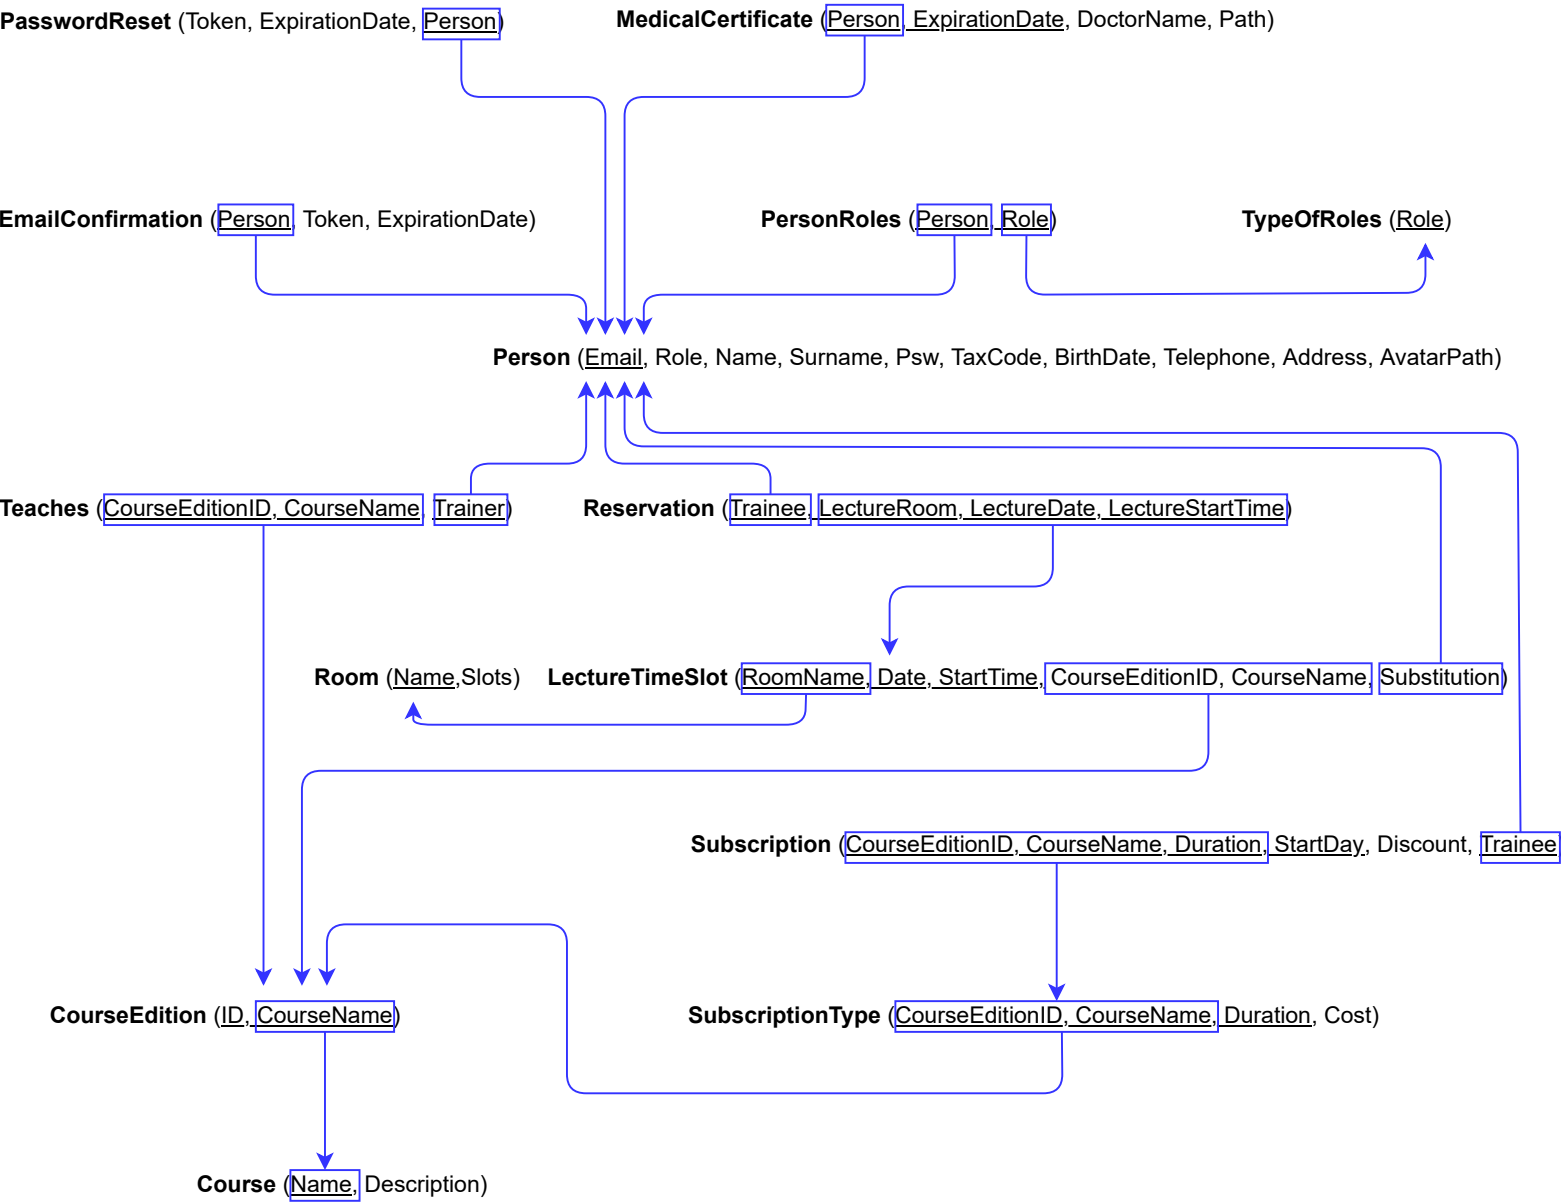 PasswordReset (Token, ExpirationDate, Person)
MedicalCertificate (Person, ExpirationDate, DoctorName, Path)
EmailConfirmation (Person, Token, ExpirationDate)
PersonRoles (Person, Role)
TypeOfRoles (Role)
Person (Email, Role, Name, Surname, Psw, TaxCode, BirthDate, Telephone, Address, AvatarPath)
Teaches (CourseEditionID, CourseName, Trainer)
Reservation (Trainee, LectureRoom, LectureDate, LectureStartTime)
Room (Name,Slots)
LectureTimeSlot (RoomName, Date, StartTime, CourseEditionID, CourseName, Substitution)
Subscription (CourseEditionID, CourseName, Duration, StartDay, Discount, Trainee
CourseEdition (ID, CourseName)
SubscriptionType (CourseEditionID, CourseName, Duration, Cost)
Course (Name, Description)